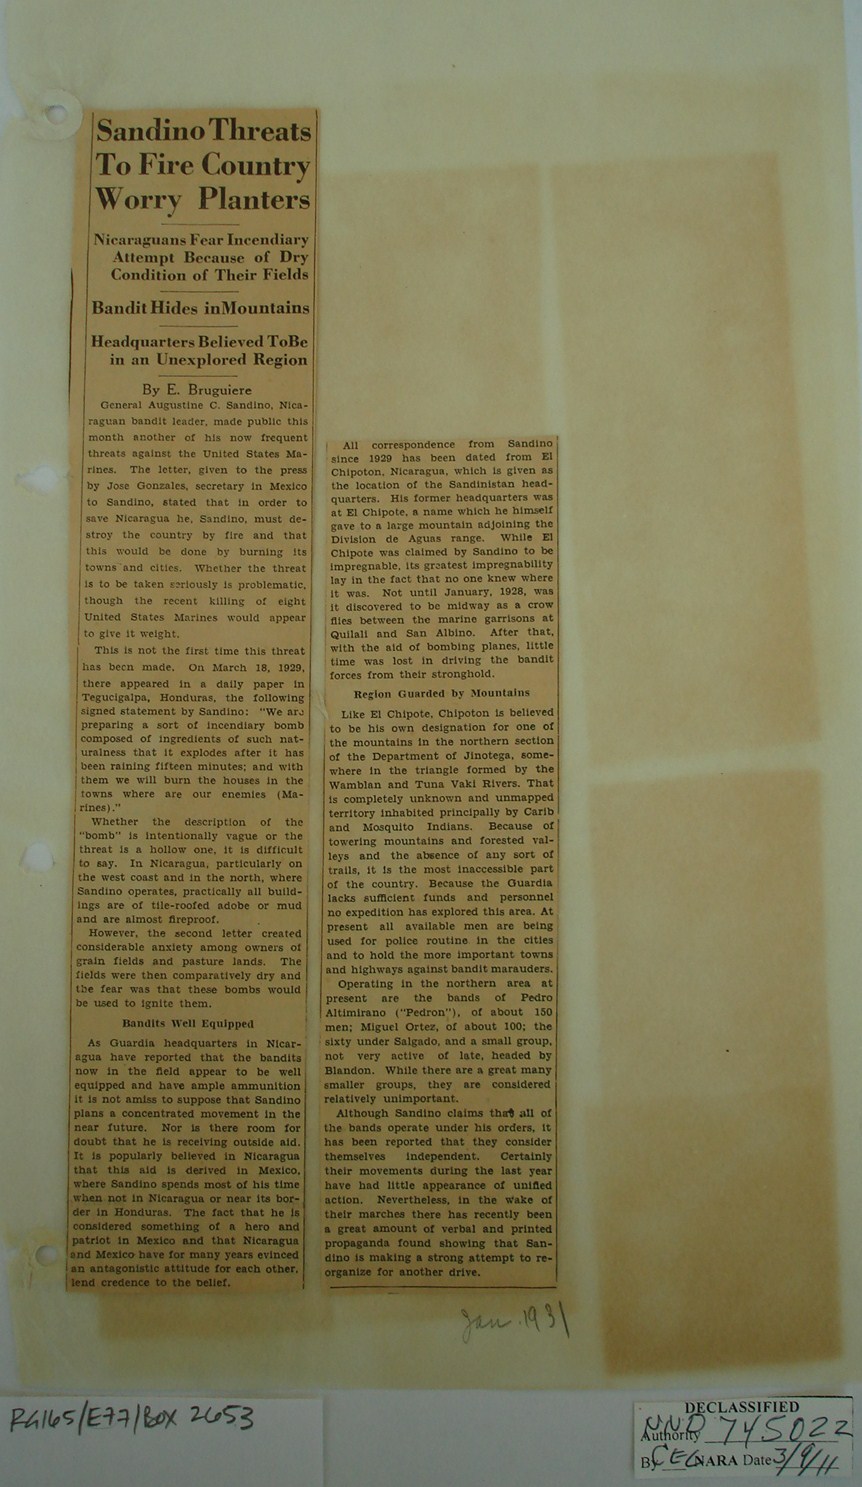 Sandino Threats
To Fire Country
Worry Planters
Nicaraguans Fear Incendiary
Attempt Because of Dry
Condition of Their Fields
Bandit Hides in Mountains
Headquarters Believed To Be
in an Unexplored Region
By E. Bruguiere
General Augustine C. Sandino, Nica-
raguan bandit leader, made public this
month another of his now frequent
threats against the United States Ma-
rines. The letter, given to the press
by Jose Gonzales, secretary in Mexico
to Sandino, stated that in order to
save Nicaragua he, Sandino, must de-
stroy the country by fire and that
this would be done by burning its
towns and cities. Whether the threat
is to be taken seriously is problematic,
though the recent killing of eight
United States Marines would appear
to give it weight.
This is not the first time this threat
has been made. On March 18, 1929,
there appeared in a daily paper in
Tegucigalpa, Honduras, the following
signed statement by Sandino: "We are
preparing a sort of incendiary bomb
composed of ingredients of such nat-
uralness that it explodes after it has
been raining fifteen minutes; and with
them we will burn the houses in the
towns where are our enemies (Ma-
rines)."
Whether the description of the
"bomb" is intentionally vague or the
threat is a hollow one, it is difficult
to say. In Nicaragua, particularly on
the west coast and in the north, where
Sandino operates, practically all build-
ings are of tile-roofed adobe or mud
and are almost fireproof.
However, the second letter created
considerable anxiety among owners of
grain fields and pasture lands. The
fields were then comparatively dry and
the fear was that these bombs would
be used to ignite them.
Bandits Well Equipped
As Guardia headquarters in Nicar-
agua have reported that the bandits
now in the field appear to be well
equipped and have ample ammunition
it is not amiss to suppose that Sandino
plans a concentrated movement in the
near future. Nor is there room for
doubt that he is receiving outside aid.
It is popularly believed in Nicaragua
that this aid is derived in Mexico,
where Sandino spends most of his time
when not in Nicaragua or near its bor-
der in Honduras. The fact that he is
considered something of a hero and
patriot in Mexico and that Nicaragua
and Mexico have for many years evinced
an antagonistic attitude for each other,
lend credence to the belief.
All correspondence from Sandino
since 1929 has been dated from El
Chipoton, Nicaragua, which is given as
the location of the Sandinistan head-
quarters. His former headquarters was
at El Chipote, a name which he himself
gave to a large mountain adjoining the
Division de Aguas range. While El
Chipote was claimed by Sandino to be
impregnable, its greatest impregnability
lay in the fact that no one knew where
it was. Not until January, 1928, was
it discovered to be midway as a crow
flies between the marine garrisons at
Quilali and San Albino. After that,
with the aid of bombing planes, little
time was lost in driving the bandit
forces from their stronghold.
Region Guarded by Mountains
Like El Chipote, Chipoton is believed
to be his own designation for one of
the mountains in the northern section
of the Department of Jinotega, some-
where in the triangle formed by the
Wamblan and Tuna Vaki Rivers. That
is completely unknown and unmapped
territory inhabited principally by Carib
and Mosquito Indians. Because of
towering mountains and forested val-
leys and the absence of any sort of
trails, it is the most inaccessible part
of the country. Because the Guardia
lacks sufficient funds and personnel
no expedition has explored this area. At
present all available men are being
used for police routine in the cities
and to hold the more important towns
and highways against bandit marauders.
Operating in the northern area at
present are the bands of Pedro
Altimirano ("Pedron"), of about 150
men; Miguel Ortez, of about 100; the
sixty under Salgado, and a small group,
not very active of late, headed by
Blandon. While there are a great many
smaller groups, they are considered
relatively unimportant.
Although Sandino claims that all of
the bands operate under his orders, it
has been reported that they consider
themselves independent. Certainly
their movements during the last year
have had little appearance of unified
action. Nevertheless, in the wake of
their marches there has recently been
a great amount of verbal and printed
propaganda found showing that San-
dino is making a strong attempt to re-
organize for another drive.
Jan. 1931
RG165/E77/BOX 2653
DECLASSIFIED
Authority NND 745022
By CEG NARA Date 3/9/11